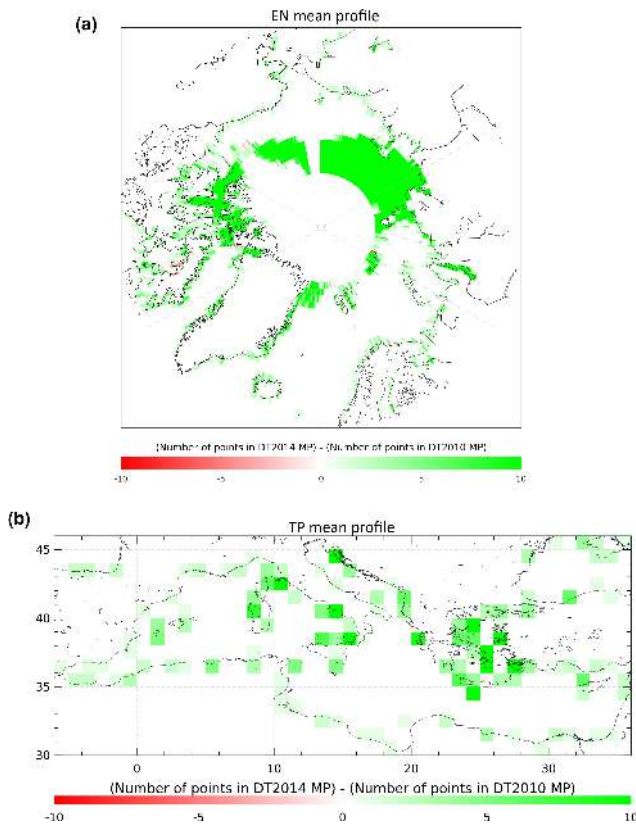 EN mean profile
(a)
(Number of points in DT2014 MP) - (Number of points in DT2010 MP)
-10 -5 0 5 10
(b)
TP mean profile
45
40
35
30
0 10 20 30
(Number of points in DT2014 MP) - (Number of points in DT2010 MP)
-10 -5 0 5 10